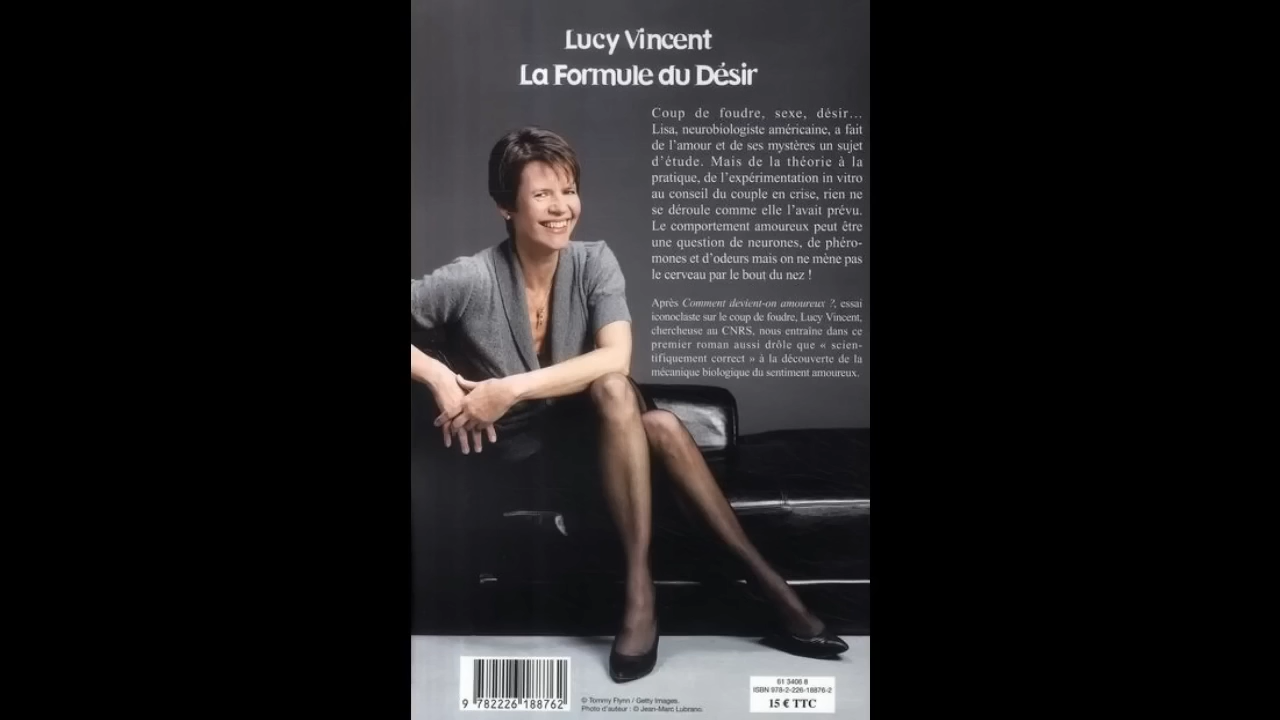 Lucy Vincent
La Formule du Désir
Coup de foudre, sexe, désir...
Lisa, neurobiologiste américaine, a fait
de l'amour et de ses mystères un sujet
d'étude. Mais de la théorie à la
pratique, de l'expérimentation in vitro
au conseil du couple en crise, rien ne
se déroule comme elle l'avait prévu.
Le comportement amoureux peut être
une question de neurones, de phéro-
mones et d'odeurs mais on ne mène pas
le cerveau par le bout du nez !
Après Comment devient-on amoureux ?, essai
iconoclaste sur le coup de foudre, Lucy Vincent,
chercheuse au CNRS, nous entraîne dans ce
premier roman aussi drôle que « scien-
tifiquement correct » à la découverte de la
mécanique biologique du sentiment amoureux.
9 782226 188762
© Tommy Flynn / Getty Images.
Photo d'auteur : © Jean-Marc Lubrano.
61 3406 8
ISBN 978-2-226-18876-2
15 € TTC